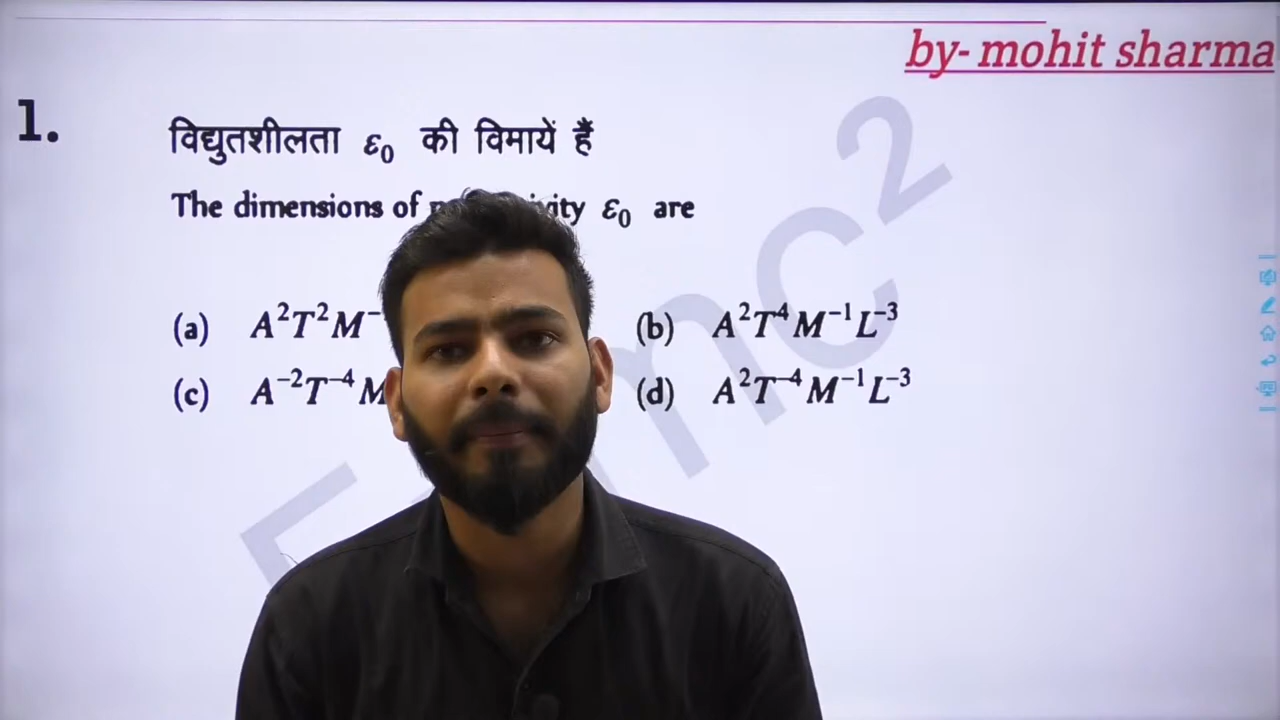 by- mohit sharma
1.
विद्युतशीलता ε₀ की विमायें हैं
The dimensions of ε₀ are
(a) A²T²M⁻
(b) A²T⁴M⁻¹L⁻³
(c) A⁻²T⁻⁴M
(d) A²T⁻⁴M⁻¹L⁻³
mc²